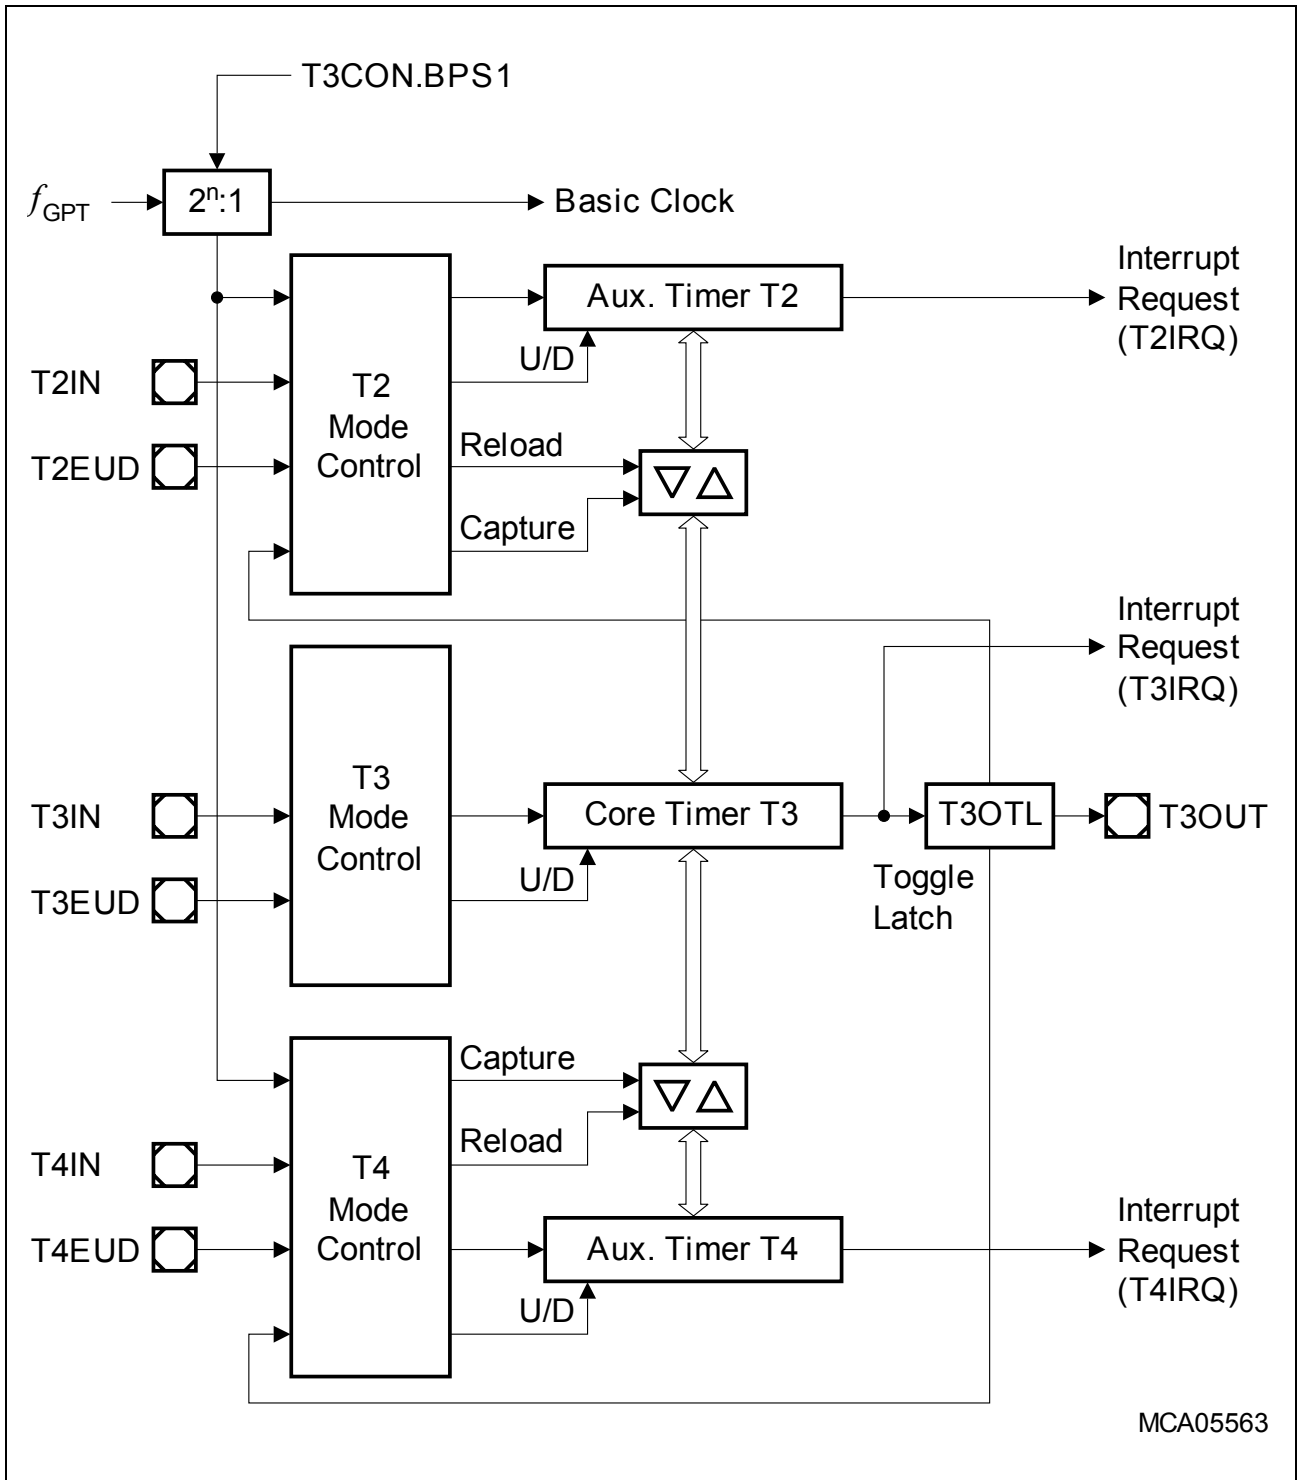 T3CON.BPS1
fGPT
2ⁿ:1
Basic Clock
Interrupt
Request
(T2IRQ)
Aux. Timer T2
U/D
T2IN
T2EUD
T2
Mode
Control
Reload
Capture
Interrupt
Request
(T3IRQ)
T3
Mode
Control
T3IN
T3EUD
Core Timer T3
U/D
T3OTL
T3OUT
Toggle
Latch
Capture
Reload
T4IN
T4EUD
T4
Mode
Control
Aux. Timer T4
U/D
Interrupt
Request
(T4IRQ)
MCA05563